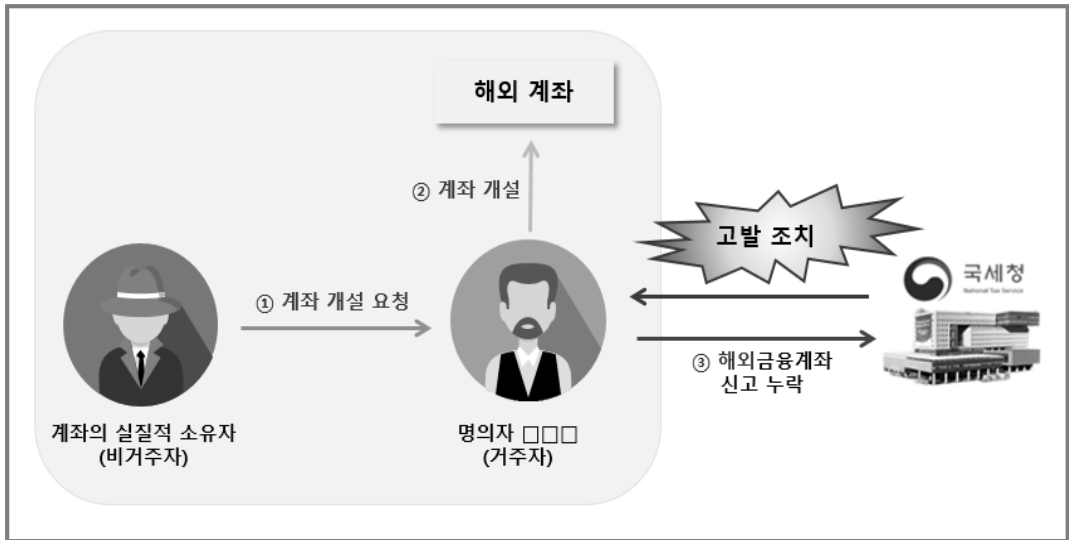 해외 계좌
② 계좌 개설
고발 조치
국세청
National Tax Service
① 계좌 개설 요청
③ 해외금융계좌
신고 누락
계좌의 실질적 소유자
(비거주자)
명의자 □□□
(거주자)